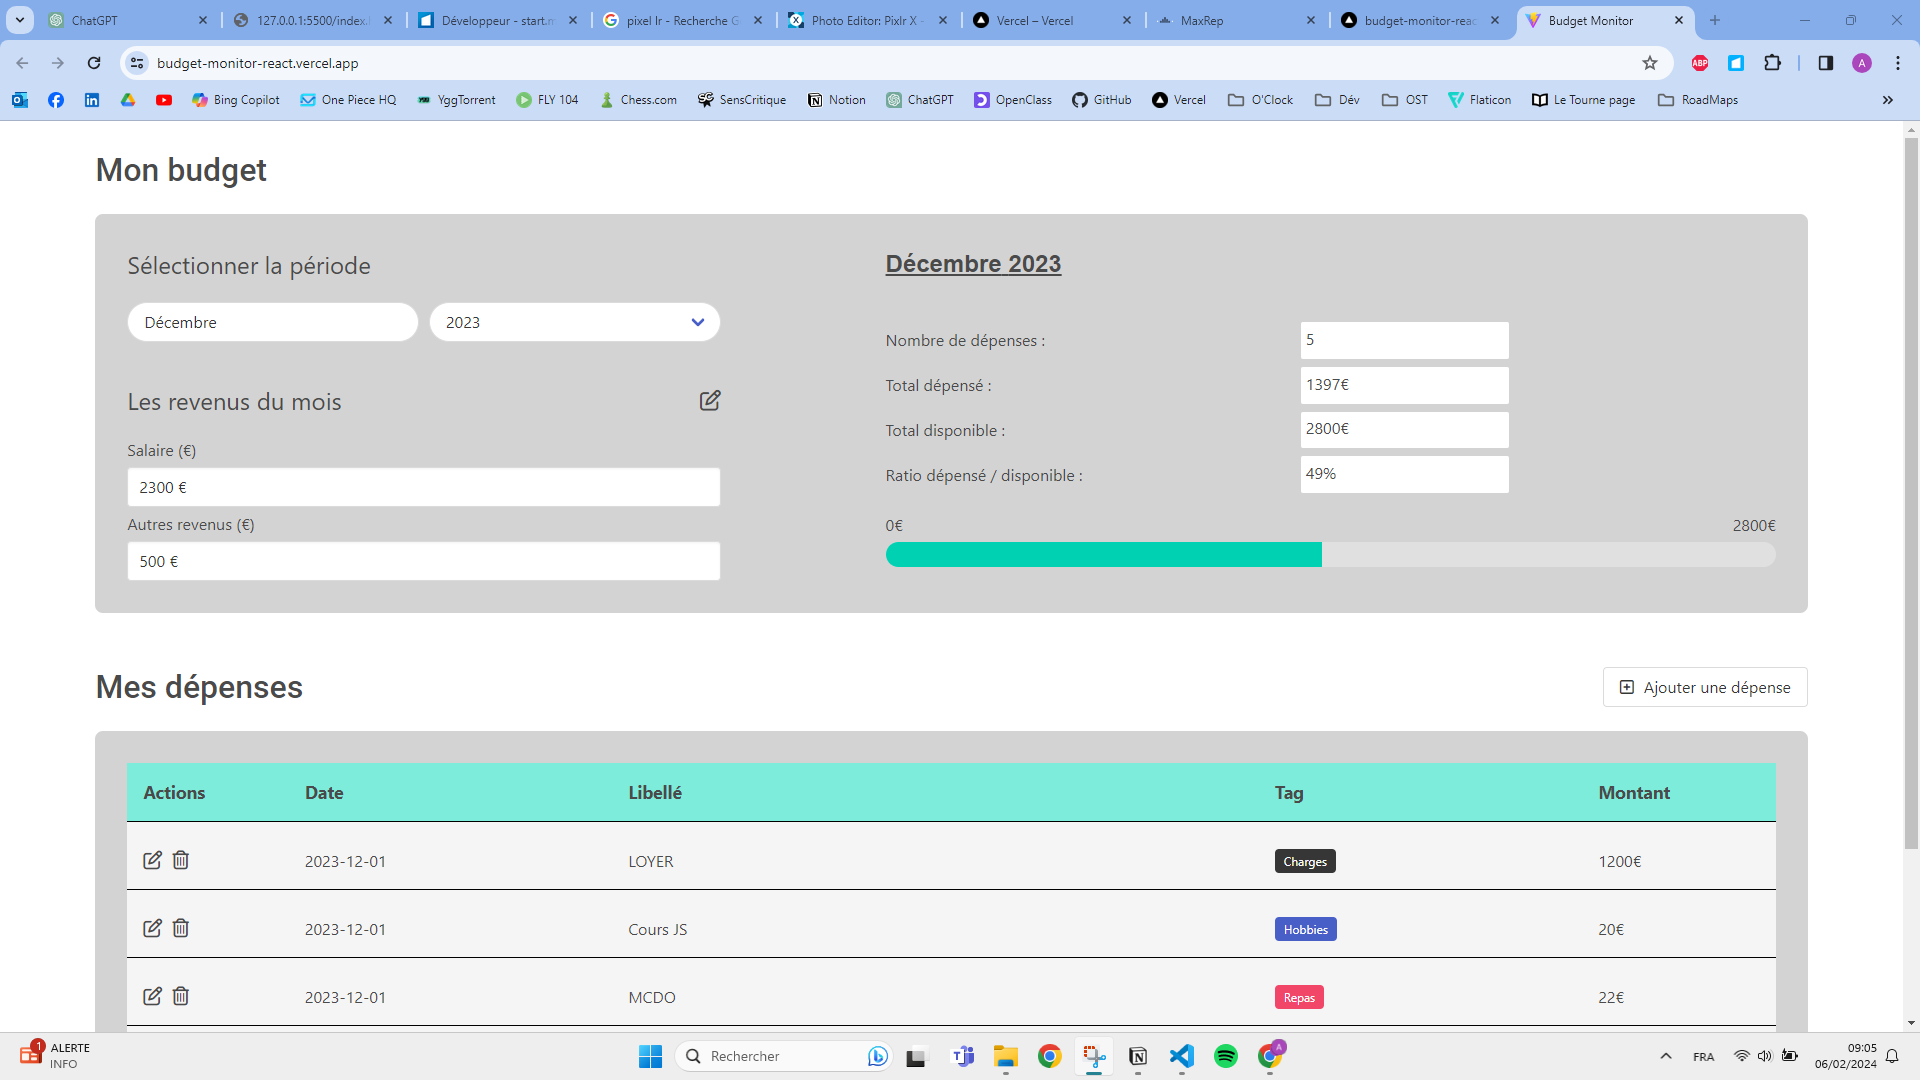 ChatGPT
127.0.0.1:5500/index.
Développeur - start.m
pixel lr - Recherche G
Photo Editor: Pixlr X -
Vercel – Vercel
MaxRep
budget-monitor-reac
Budget Monitor
budget-monitor-react.vercel.app
ABP
A
Bing Copilot
One Piece HQ
YggTorrent
FLY 104
Chess.com
SensCritique
Notion
ChatGPT
OpenClass
GitHub
Vercel
O'Clock
Dév
OST
Flaticon
Le Tourne page
RoadMaps
Mon budget
Sélectionner la période
Décembre
2023
Les revenus du mois
Salaire (€)
2300 €
Autres revenus (€)
500 €
Décembre 2023
Nombre de dépenses : 5
Total dépensé : 1397€
Total disponible : 2800€
Ratio dépensé / disponible : 49%
0€ 2800€
Mes dépenses
Ajouter une dépense
Actions Date Libellé Tag Montant
2023-12-01 LOYER Charges 1200€
2023-12-01 Cours JS Hobbies 20€
2023-12-01 MCDO Repas 22€
1
ALERTE
INFO
Rechercher
A
FRA
09:05
06/02/2024